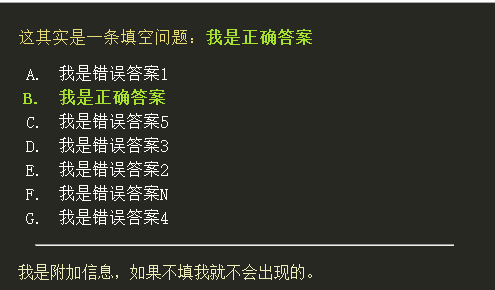 这其实是一条填空问题：我是正确答案
A. 我是错误答案1
B. 我是正确答案
C. 我是错误答案5
D. 我是错误答案3
E. 我是错误答案2
F. 我是错误答案N
G. 我是错误答案4
我是附加信息，如果不填我就不会出现的。